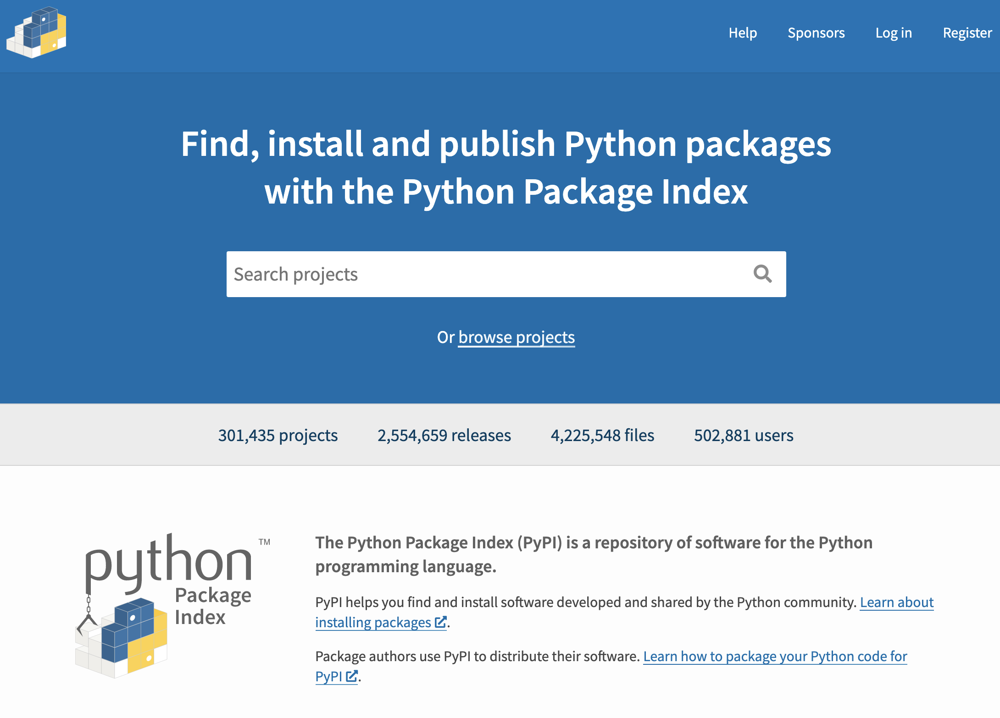 Help Sponsors Log in Register
Find, install and publish Python packages
with the Python Package Index
Search projects
Or browse projects
301,435 projects 2,554,659 releases 4,225,548 files 502,881 users
python™
Package
Index
The Python Package Index (PyPI) is a repository of software for the Python
programming language.
PyPI helps you find and install software developed and shared by the Python community. Learn about
installing packages.
Package authors use PyPI to distribute their software. Learn how to package your Python code for
PyPI.